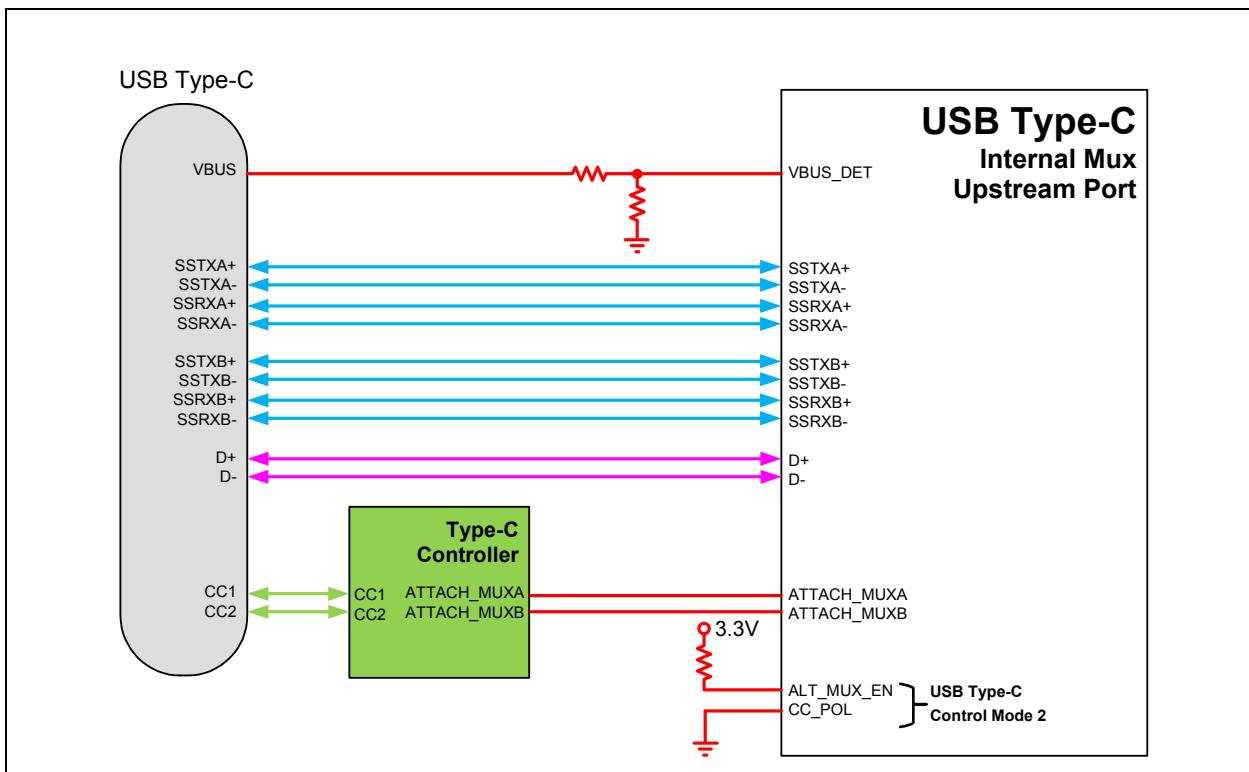 USB Type-C
VBUS
SSTXA+
SSTXA-
SSRXA+
SSRXA-
SSTXB+
SSTXB-
SSRXB+
SSRXB-
D+
D-
CC1
CC2
Type-C
Controller
CC1 ATTACH_MUXA
CC2 ATTACH_MUXB
3.3V
USB Type-C
Internal Mux
Upstream Port
VBUS_DET
SSTXA+
SSTXA-
SSRXA+
SSRXA-
SSTXB+
SSTXB-
SSRXB+
SSRXB-
D+
D-
ATTACH_MUXA
ATTACH_MUXB
ALT_MUX_EN
CC_POL
USB Type-C
Control Mode 2